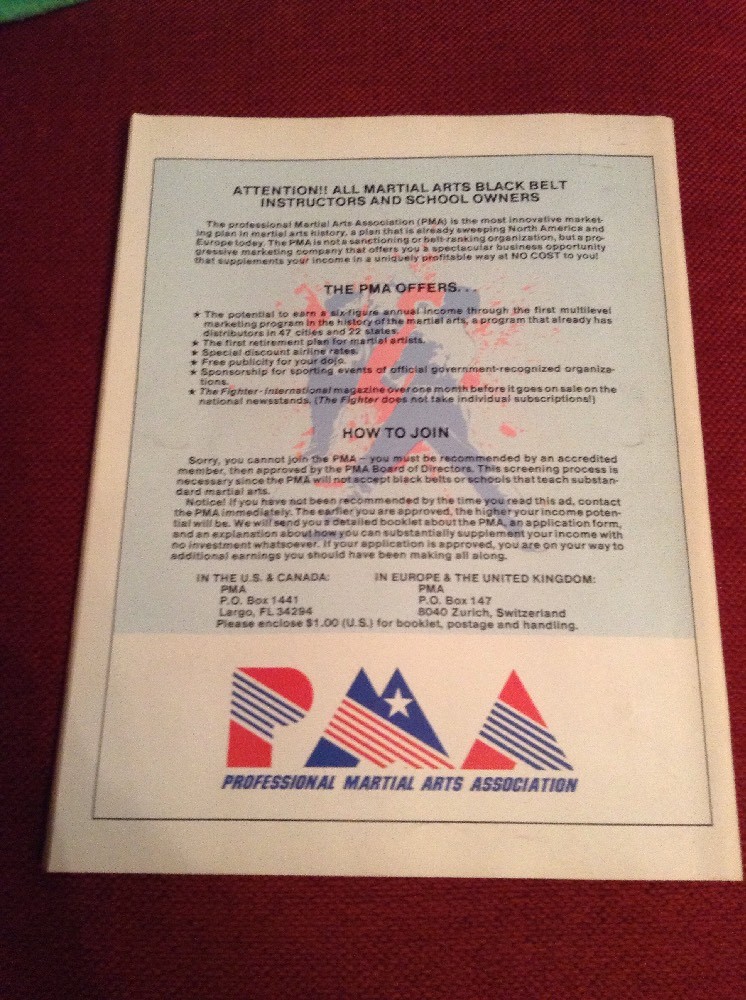 ATTENTION!! ALL MARTIAL ARTS BLACK BELT
INSTRUCTORS AND SCHOOL OWNERS
The professional Martial Arts Association (PMA) is the most innovative market-
ing plan in martial arts history, a plan that is already sweeping North America and
Europe today. The PMA is not a sanctioning or belt-ranking organization, but a pro-
gressive marketing company that offers you a spectacular business opportunity
that supplements your income in a uniquely profitable way at NO COST to you!
THE PMA OFFERS...
★ The potential to earn a six-figure annual income through the first multilevel
marketing program in the history of the martial arts, a program that already has
distributors in 47 cities and 22 states.
★ The first retirement plan for martial artists.
★ Special discount airline rates.
★ Free publicity for your dojo.
★ Sponsorship for sporting events of official government-recognized organiza-
tions.
★ The Fighter-International magazine over one month before it goes on sale on the
national newsstands. (The Fighter does not take individual subscriptions!)
HOW TO JOIN
Sorry, you cannot join the PMA — you must be recommended by an accredited
member, then approved by the PMA Board of Directors. This screening process is
necessary since the PMA will not accept black belts or schools that teach substan-
dard martial arts.
Notice! If you have not been recommended by the time you read this ad, contact
the PMA immediately. The earlier you are approved, the higher your income poten-
tial will be. We will send you a detailed booklet about the PMA, an application form,
and an explanation about how you can substantially supplement your income with
no investment whatsoever. If your application is approved, you are on your way to
additional earnings you should have been making all along.
IN THE U.S. & CANADA: IN EUROPE & THE UNITED KINGDOM:
PMA PMA
P.O. Box 1441 P.O. Box 147
Largo, FL 34294 8040 Zurich, Switzerland
Please enclose $1.00 (U.S.) for booklet, postage and handling.
PMA
PROFESSIONAL MARTIAL ARTS ASSOCIATION